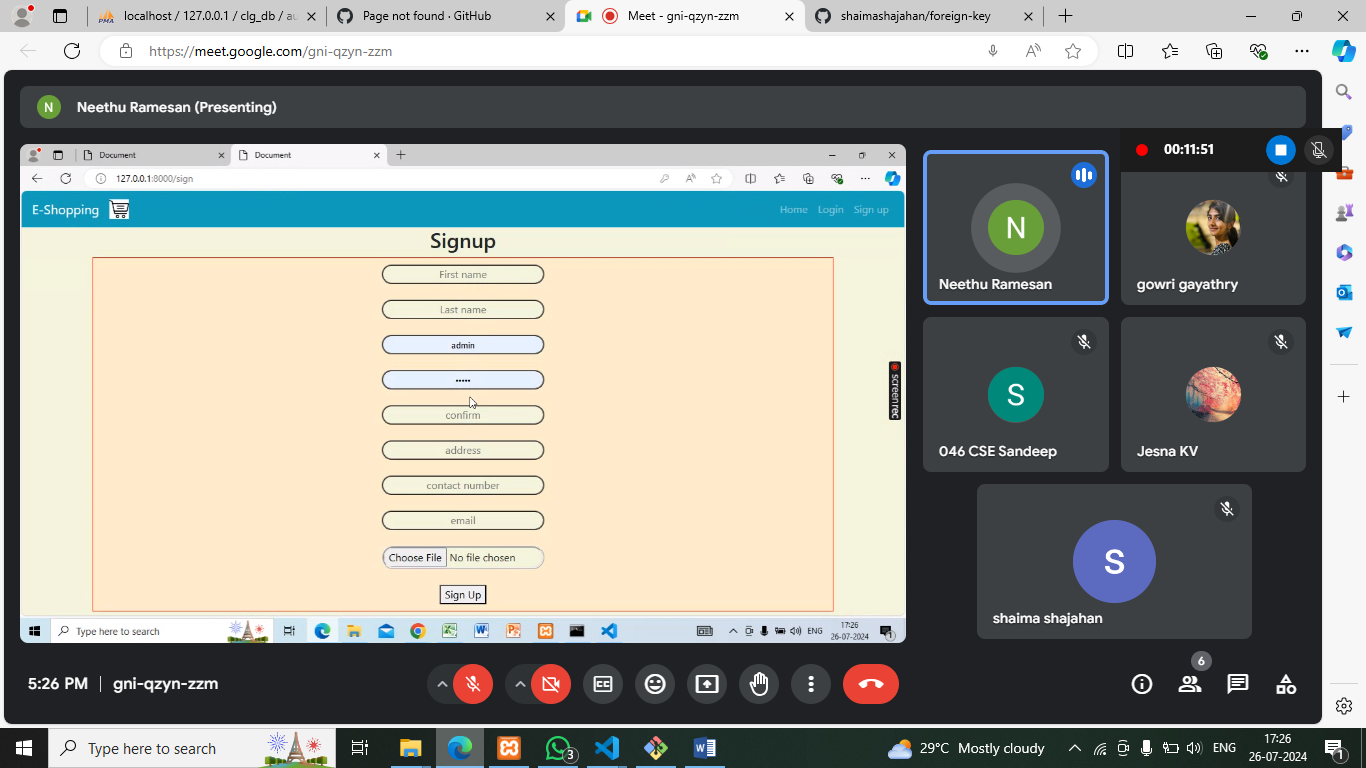 localhost / 127.0.0.1 / clg_db / au
Page not found · GitHub
Meet - gni-qzyn-zzm
shaimashajahan/foreign-key
https://meet.google.com/gni-qzyn-zzm
N Neethu Ramesan (Presenting)
00:11:51
Document
Document
127.0.0.1:8000/sign
E-Shopping
Home Login Sign up
Signup
First name
Last name
admin
•••••
confirm
address
contact number
email
Choose File No file chosen
Sign Up
screenrec
Type here to search
ENG
17:26
26-07-2024
1
N
Neethu Ramesan
gowri gayathry
S
046 CSE Sandeep
Jesna KV
S
shaima shajahan
5:26 PM | gni-qzyn-zzm
6
Type here to search
3
29°C Mostly cloudy
ENG
17:26
26-07-2024
1